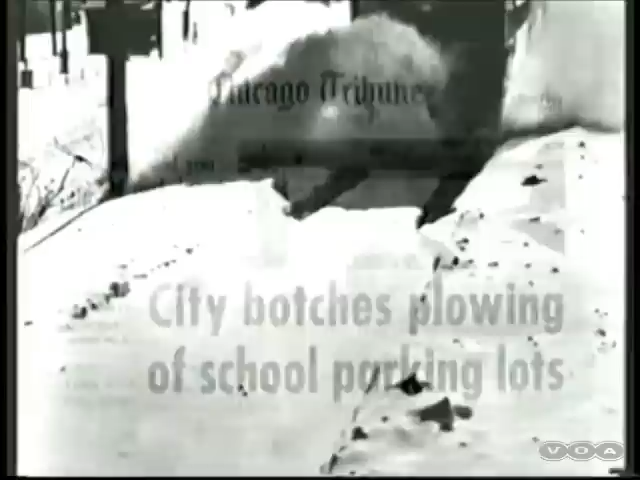 Chicago Tribune
City botches plowing
of school parking lots
VOA